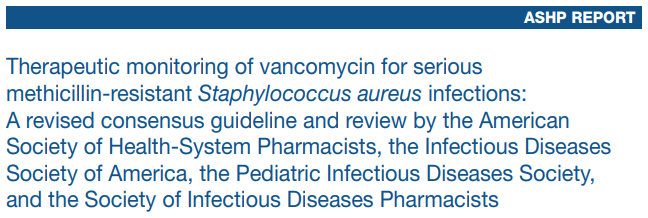 ASHP REPORT
Therapeutic monitoring of vancomycin for serious
methicillin-resistant Staphylococcus aureus infections:
A revised consensus guideline and review by the American
Society of Health-System Pharmacists, the Infectious Diseases
Society of America, the Pediatric Infectious Diseases Society,
and the Society of Infectious Diseases Pharmacists